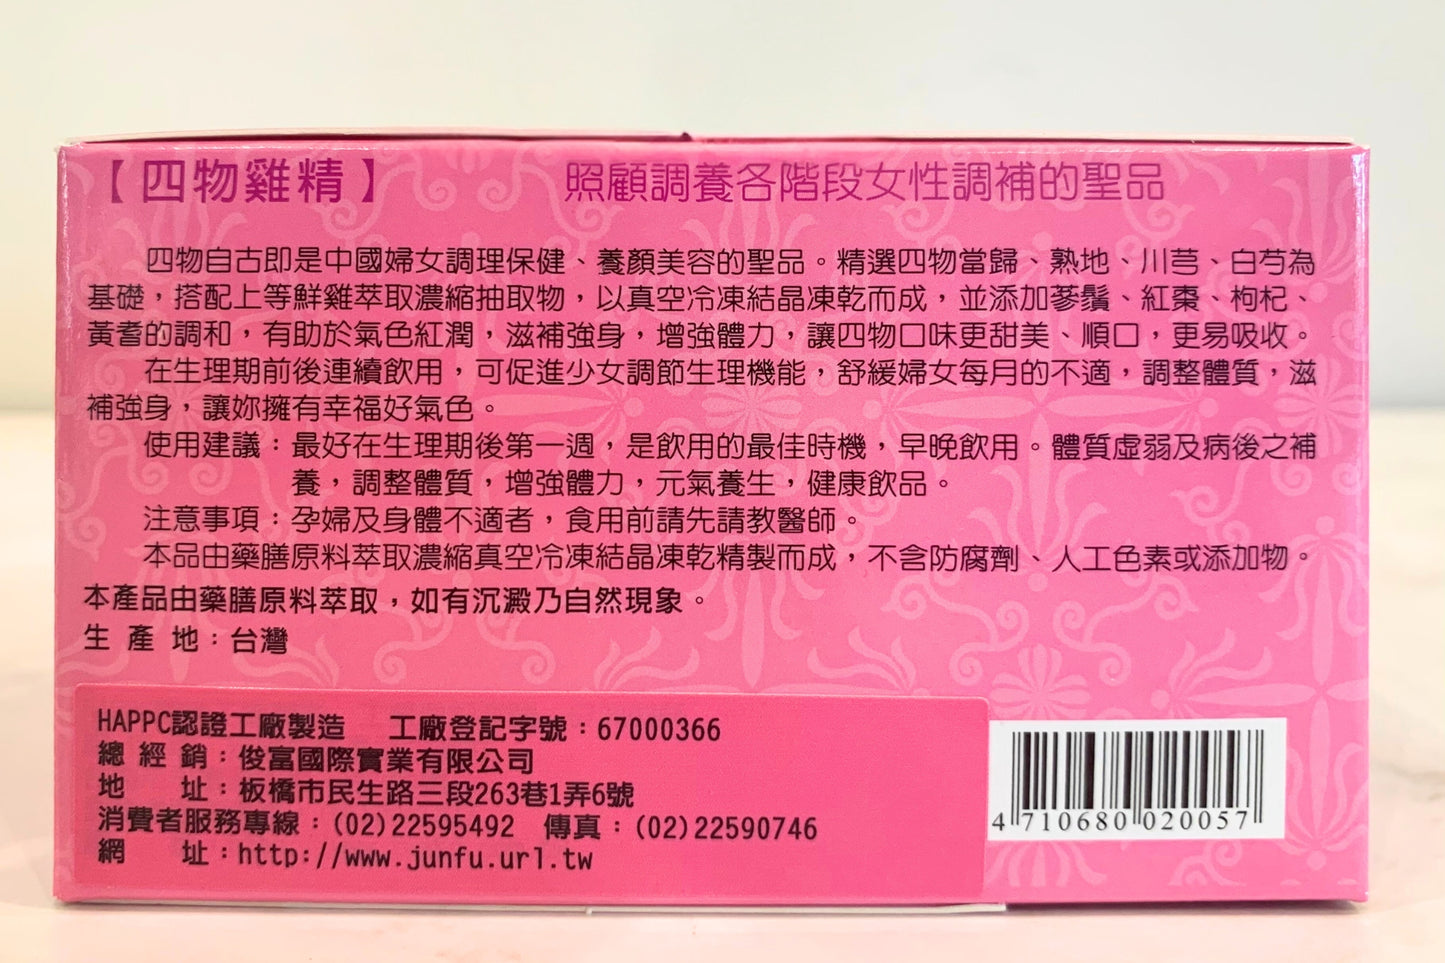 【四物雞精】 照顧調養各階段女性調補的聖品
四物自古即是中國婦女調理保健、養顏美容的聖品。精選四物當歸、熟地、川芎、白芍為
基礎，搭配上等鮮雞萃取濃縮抽取物，以真空冷凍結晶凍乾而成，並添加蔘鬚、紅棗、枸杞、
黃耆的調和，有助於氣色紅潤，滋補強身，增強體力，讓四物口味更甜美、順口，更易吸收。
在生理期前後連續飲用，可促進少女調節生理機能，舒緩婦女每月的不適，調整體質，滋
補強身，讓妳擁有幸福好氣色。
使用建議：最好在生理期後第一週，是飲用的最佳時機，早晚飲用。體質虛弱及病後之補
養，調整體質，增強體力，元氣養生，健康飲品。
注意事項：孕婦及身體不適者，食用前請先請教醫師。
本品由藥膳原料萃取濃縮真空冷凍結晶凍乾精製而成，不含防腐劑、人工色素或添加物。
本產品由藥膳原料萃取，如有沉澱乃自然現象。
生產地：台灣
HAPPC認證工廠製造 工廠登記字號：67000366
總經銷：俊富國際實業有限公司
地址：板橋市民生路三段263巷1弄6號
消費者服務專線：(02)22595492 傳真：(02)22590746
網址：http://www.junfu.url.tw
4 710680 020057